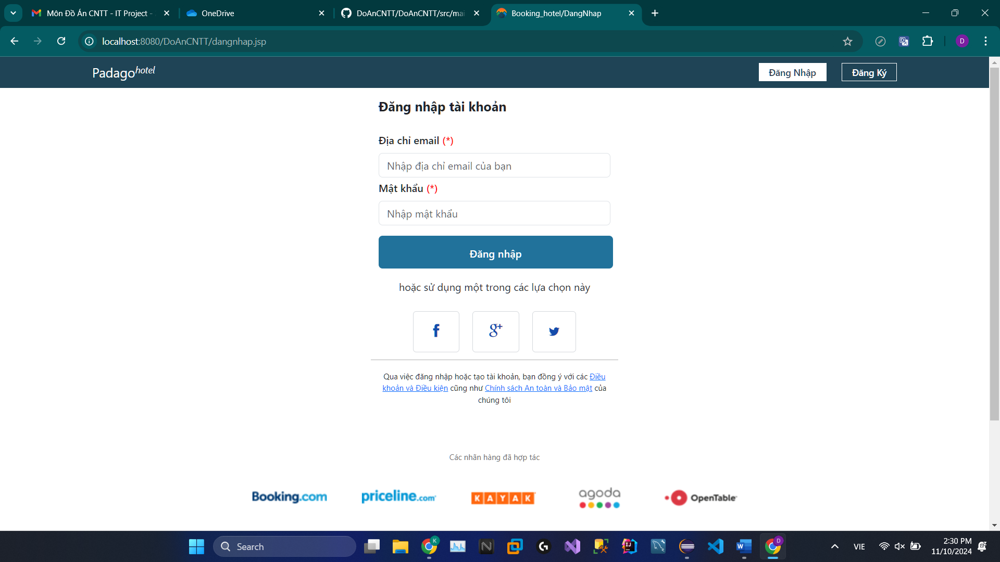 Môn Đồ Án CNTT - IT Project -
OneDrive
DoAnCNTT/DoAnCNTT/src/mai
Booking_hotel/DangNhap
localhost:8080/DoAnCNTT/dangnhap.jsp
D
Padagohotel
Đăng Nhập
Đăng Ký
Đăng nhập tài khoản
Địa chỉ email (*)
Nhập địa chỉ email của bạn
Mật khẩu (*)
Nhập mật khẩu
Đăng nhập
hoặc sử dụng một trong các lựa chọn này
Qua việc đăng nhập hoặc tạo tài khoản, bạn đồng ý với các Điều
khoản và Điều kiện cũng như Chính sách An toàn và Bảo mật của
chúng tôi
Các nhãn hàng đã hợp tác
Booking.com
priceline.com
KAYAK
agoda
OpenTable
Search
VIE
2:30 PM
11/10/2024